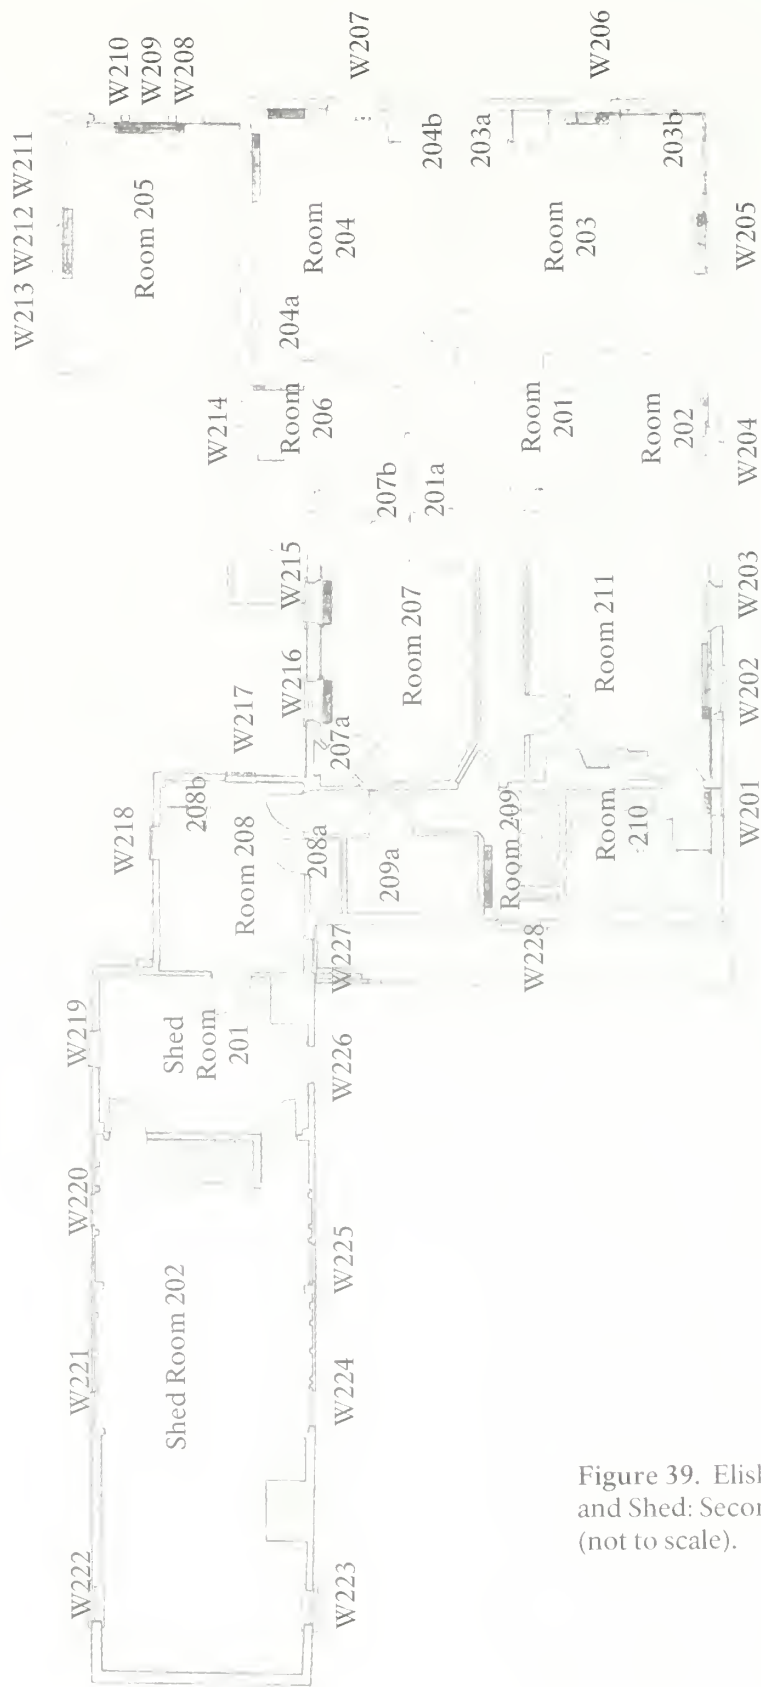 W213 W212 W211
W222
W221
W220
W219
W218
W210
W209
W208
Room 205
Shed Room 202
Shed
Room
201
208b
Room 208
W217
W214
W216
W215
204a
Room
206
Room
204
208a
207a
W223
W224
W225
W226
W227
209a
207b
201a
Room 207
W207
204b
203a
Room 209
W228
Room
201
Room
203
Room
210
Room 211
Room
202
W206
203b
W201
W202
W203
W204
W205
Figure 39. Elish
and Shed: Secon
(not to scale).